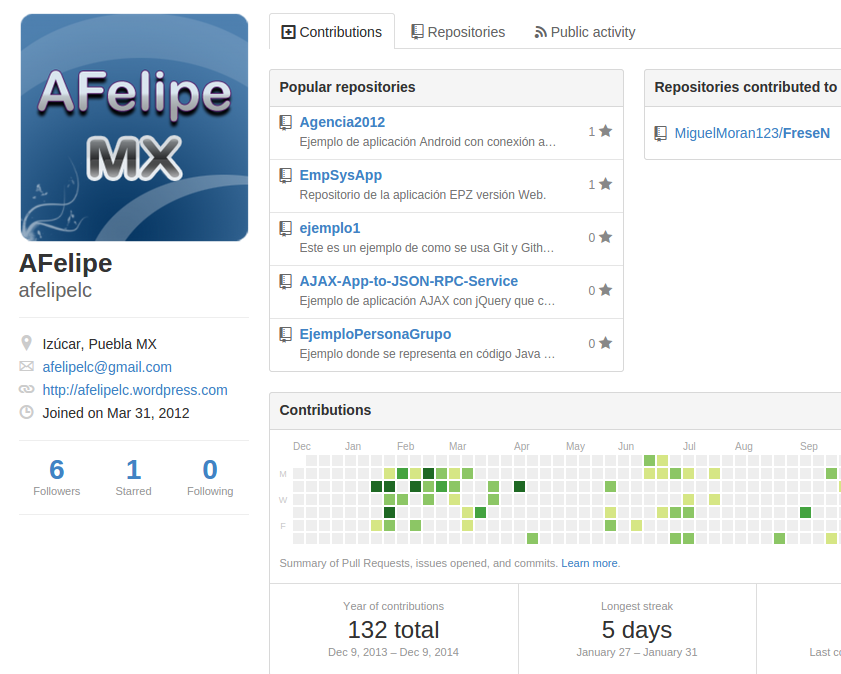 AFelipe
MX
AFelipe
afelipelc
Izúcar, Puebla MX
afelipelc@gmail.com
http://afelipelc.wordpress.com
Joined on Mar 31, 2012
6 1 0
Followers Starred Following
Contributions Repositories Public activity
Popular repositories
Agencia2012
Ejemplo de aplicación Android con conexión a…
1
EmpSysApp
Repositorio de la aplicación EPZ versión Web.
1
ejemplo1
Este es un ejemplo de como se usa Git y Gith…
0
AJAX-App-to-JSON-RPC-Service
Ejemplo de aplicación AJAX con jQuery que c…
0
EjemploPersonaGrupo
Ejemplo donde se representa en código Java …
0
Repositories contributed to
MiguelMoran123/FreseN
Contributions
Dec Jan Feb Mar Apr May Jun Jul Aug Sep
M
W
F
Summary of Pull Requests, issues opened, and commits. Learn more.
Year of contributions
132 total
Dec 9, 2013 – Dec 9, 2014
Longest streak
5 days
January 27 – January 31
Last co